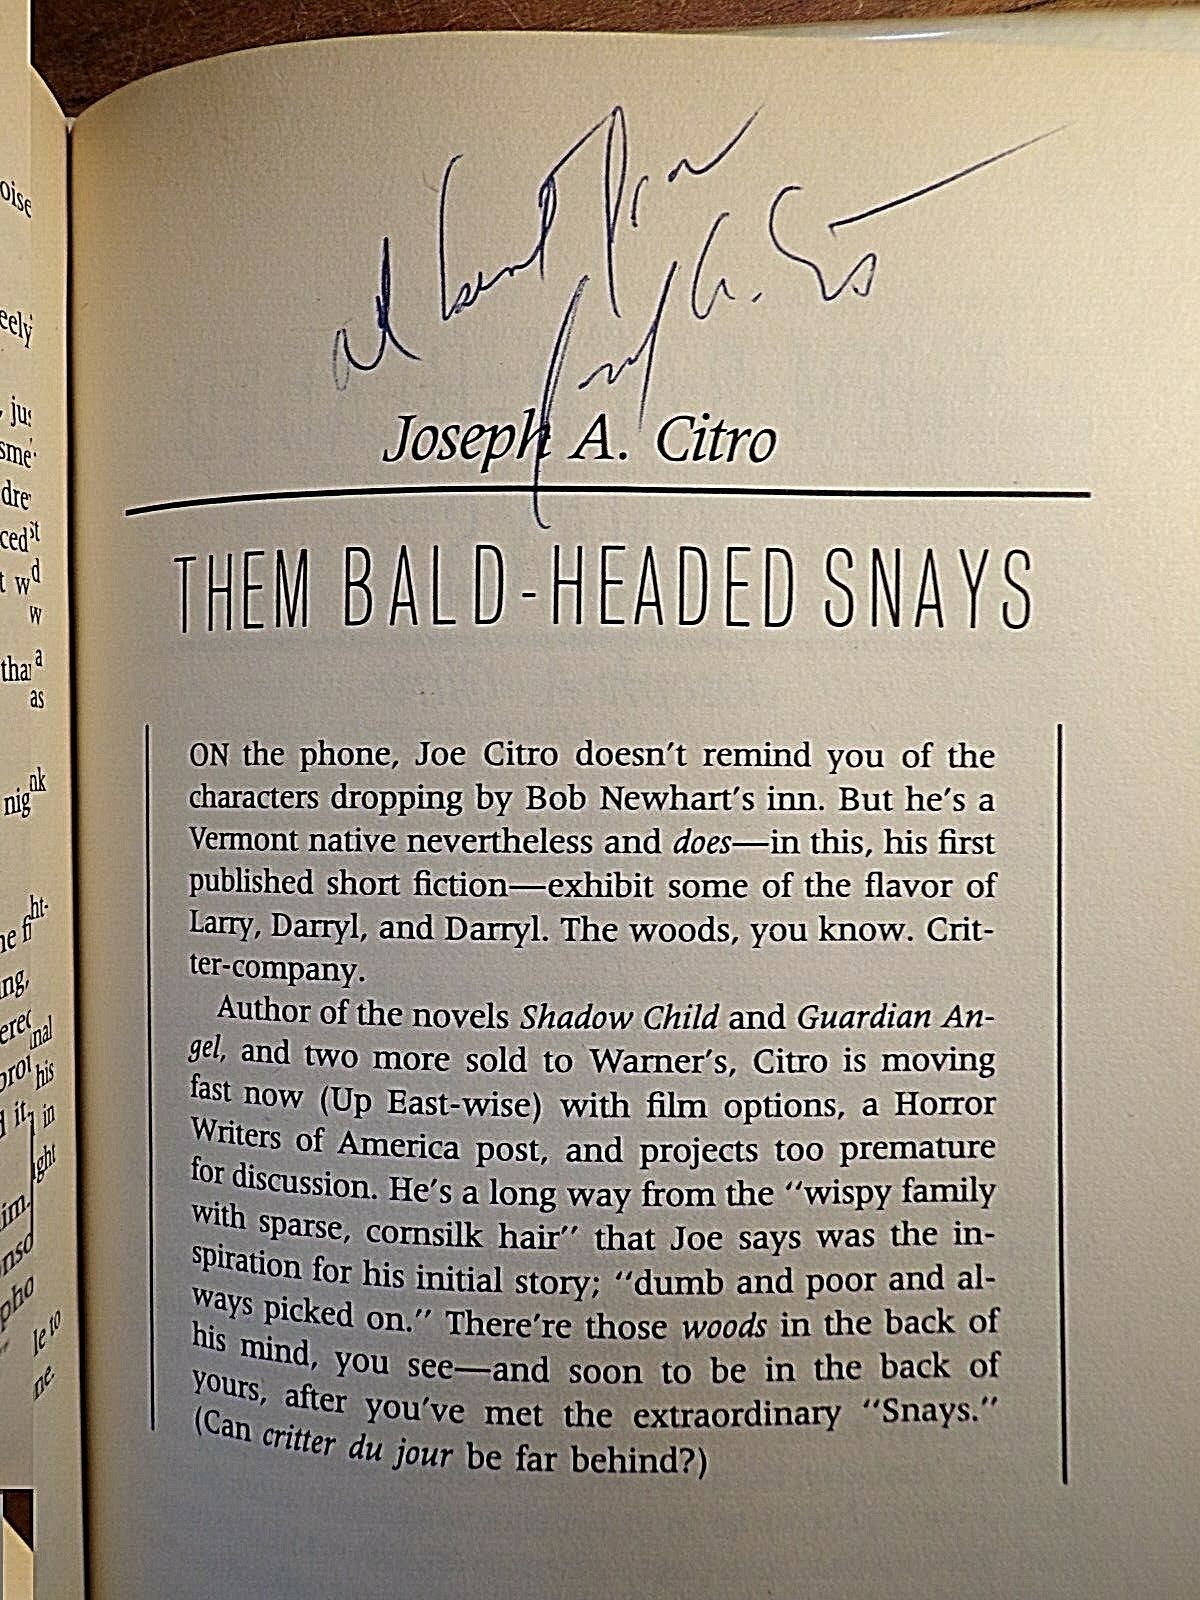 Joseph A. Citro
THEM BALD-HEADED SNAYS
ON the phone, Joe Citro doesn't remind you of the
characters dropping by Bob Newhart's inn. But he's a
Vermont native nevertheless and does—in this, his first
published short fiction—exhibit some of the flavor of
Larry, Darryl, and Darryl. The woods, you know. Crit-
ter-company.
Author of the novels Shadow Child and Guardian An-
gel, and two more sold to Warner's, Citro is moving
fast now (Up East-wise) with film options, a Horror
Writers of America post, and projects too premature
for discussion. He's a long way from the "wispy family
with sparse, cornsilk hair" that Joe says was the in-
spiration for his initial story; "dumb and poor and al-
ways picked on." There're those woods in the back of
his mind, you see—and soon to be in the back of
yours, after you've met the extraordinary "Snays."
(Can critter du jour be far behind?)